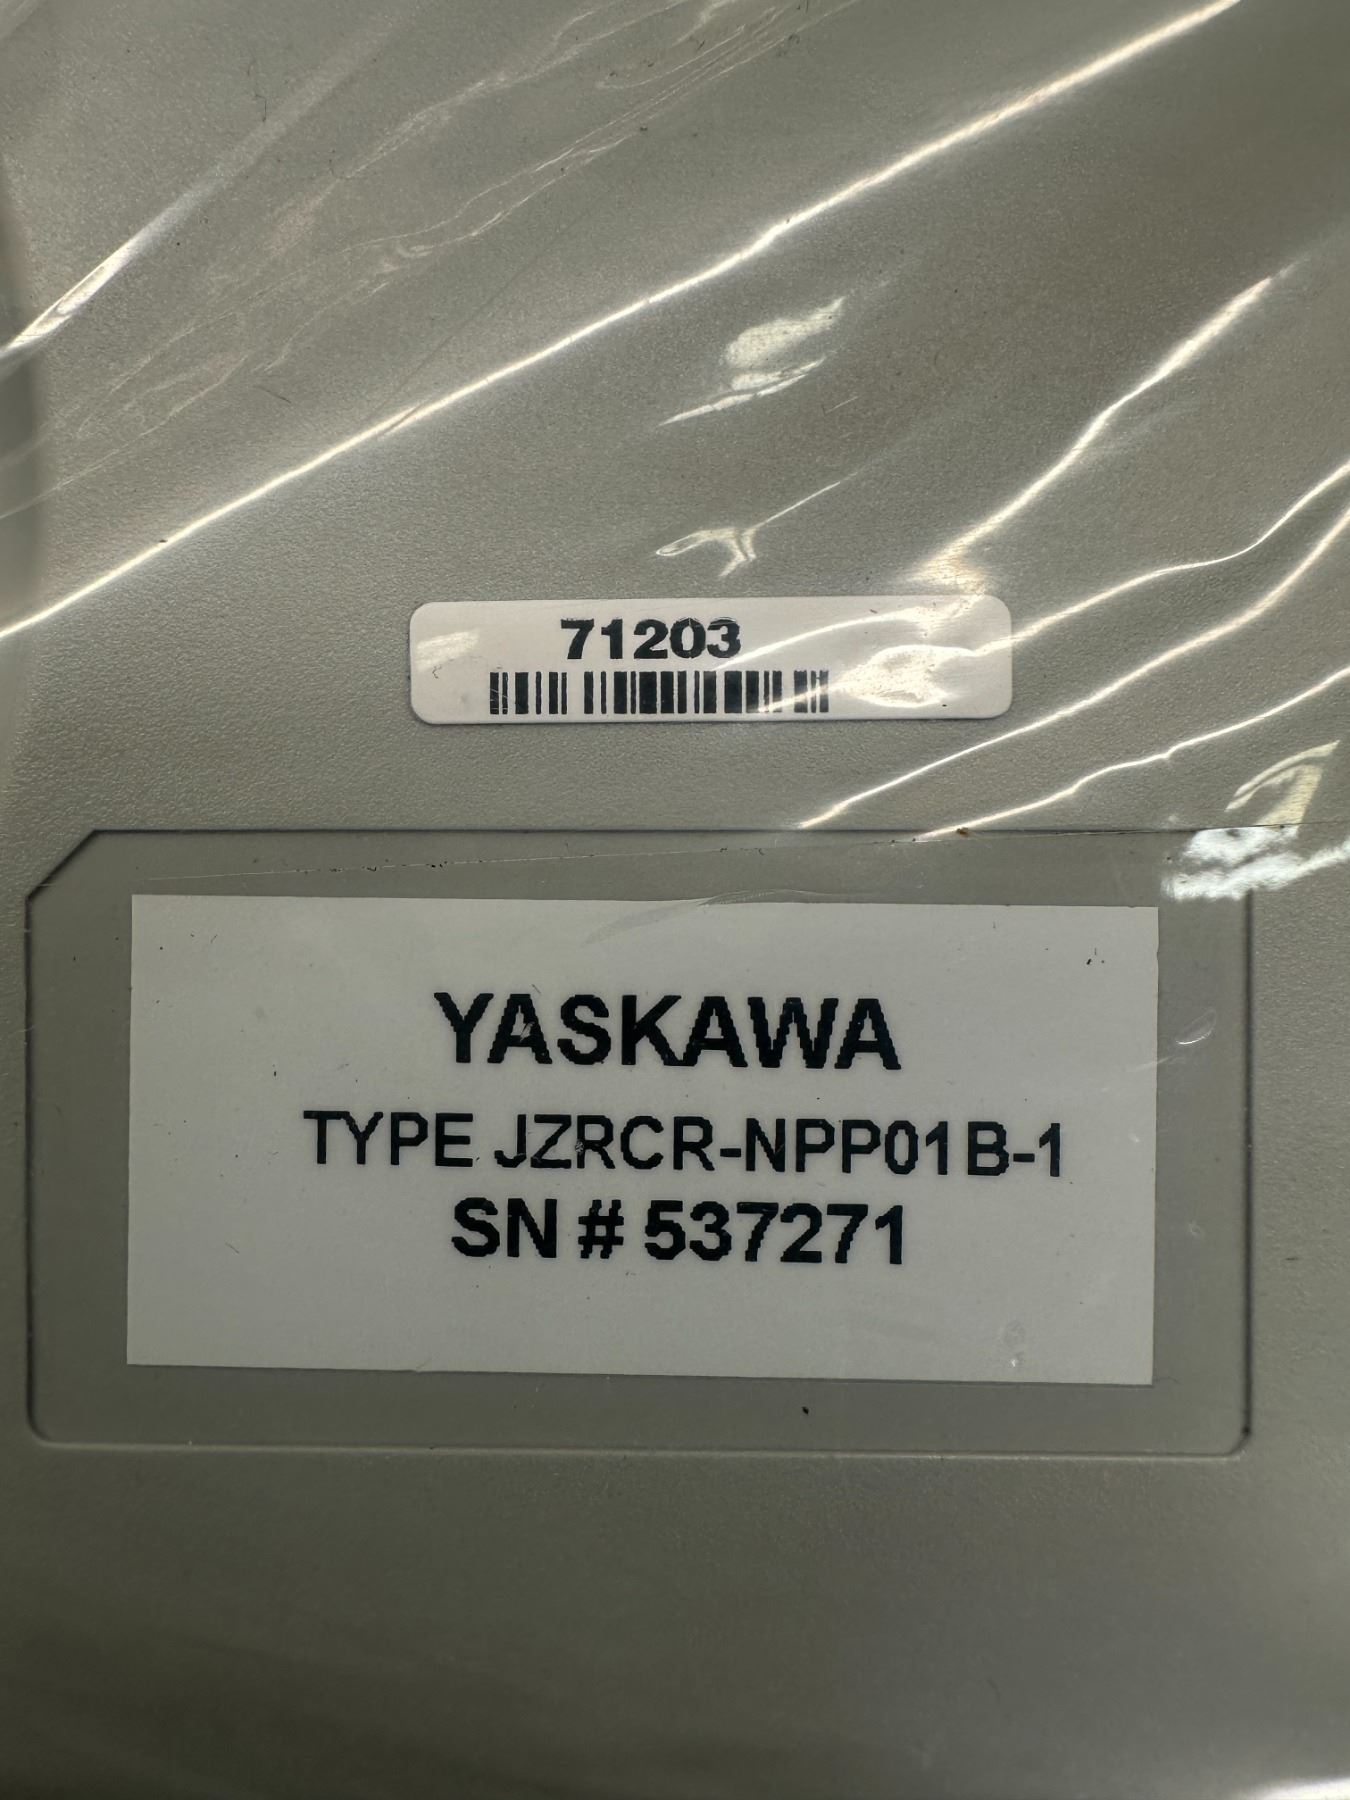 71203
YASKAWA
TYPE JZRCR-NPP01B-1
SN # 537271